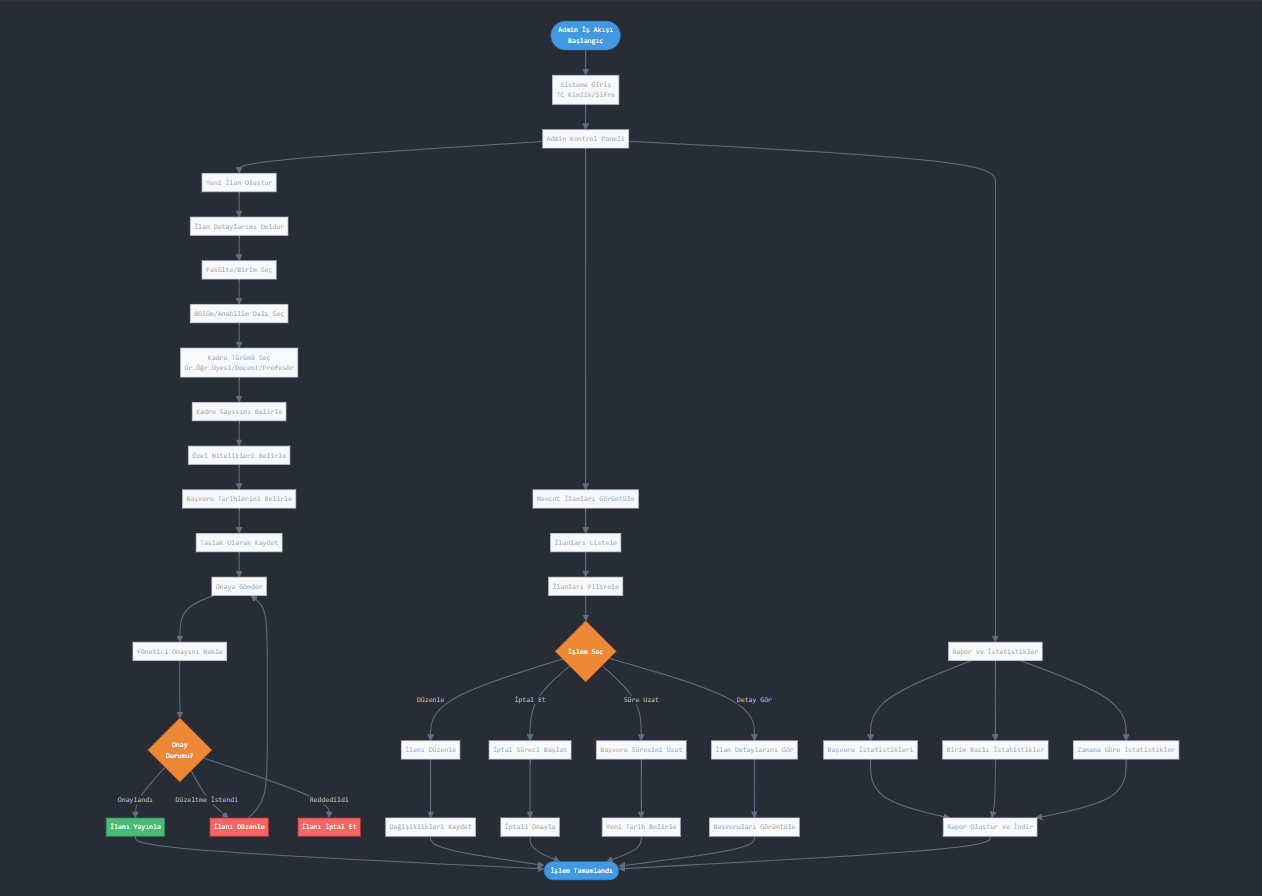 Admin İş Akışı
Başlangıç
Sisteme Giriş
TC Kimlik/Şifre
Admin Kontrol Paneli
Yeni İlan Oluştur
İlan Detaylarını Doldur
Fakülte/Birim Seç
Bölüm/Anabilim Dalı Seç
Kadro Türünü Seç
Dr.Öğr.Üyesi/Doçent/Profesör
Kadro Sayısını Belirle
Özel Nitelikleri Belirle
Başvuru Tarihlerini Belirle
Taslak Olarak Kaydet
Onaya Gönder
Yönetici Onayını Bekle
Onay
Durumu?
Onaylandı
Düzeltme İstendi
Reddedildi
İlanı Yayınla
İlanı Düzenle
İlanı İptal Et
Mevcut İlanları Görüntüle
İlanları Listele
İlanları Filtrele
İşlem Seç
Düzenle
İptal Et
Süre Uzat
Detay Gör
İlanı Düzenle
İptal Süreci Başlat
Başvuru Süresini Uzat
İlan Detaylarını Gör
Değişiklikleri Kaydet
İptali Onayla
Yeni Tarih Belirle
Başvuruları Görüntüle
Rapor ve İstatistikler
Başvuru İstatistikleri
Birim Bazlı İstatistikler
Zamana Göre İstatistikler
Rapor Oluştur ve İndir
İşlem Tamamlandı